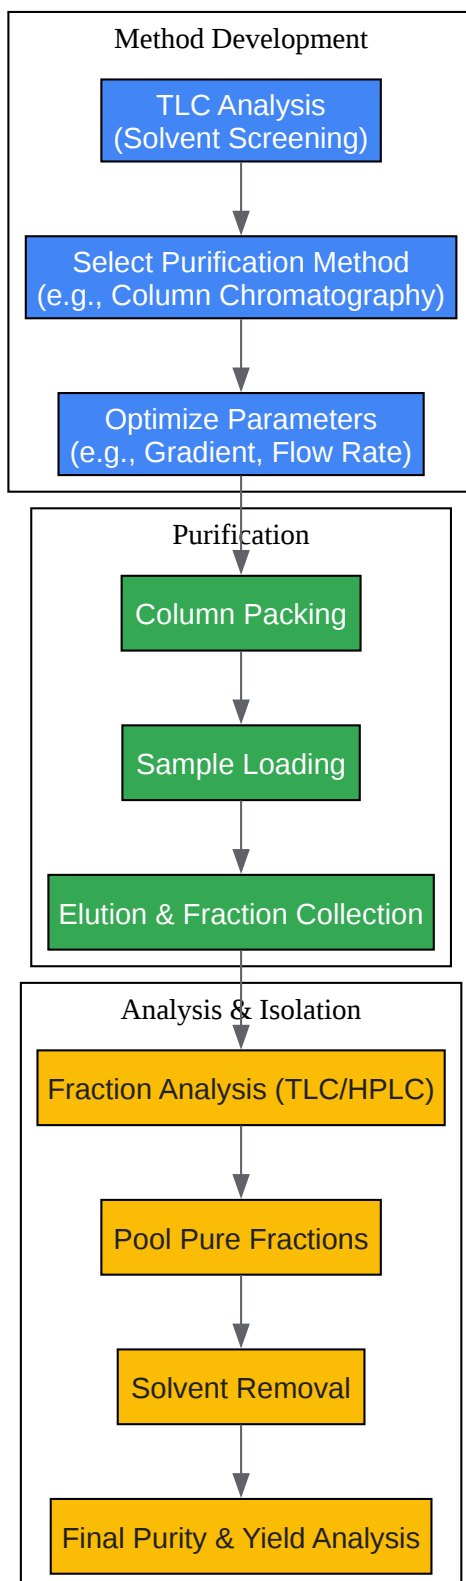 Method Development
TLC Analysis
(Solvent Screening)
Select Purification Method
(e.g., Column Chromatography)
Optimize Parameters
(e.g., Gradient, Flow Rate)
Purification
Column Packing
Sample Loading
Elution & Fraction Collection
Analysis & Isolation
Fraction Analysis (TLC/HPLC)
Pool Pure Fractions
Solvent Removal
Final Purity & Yield Analysis